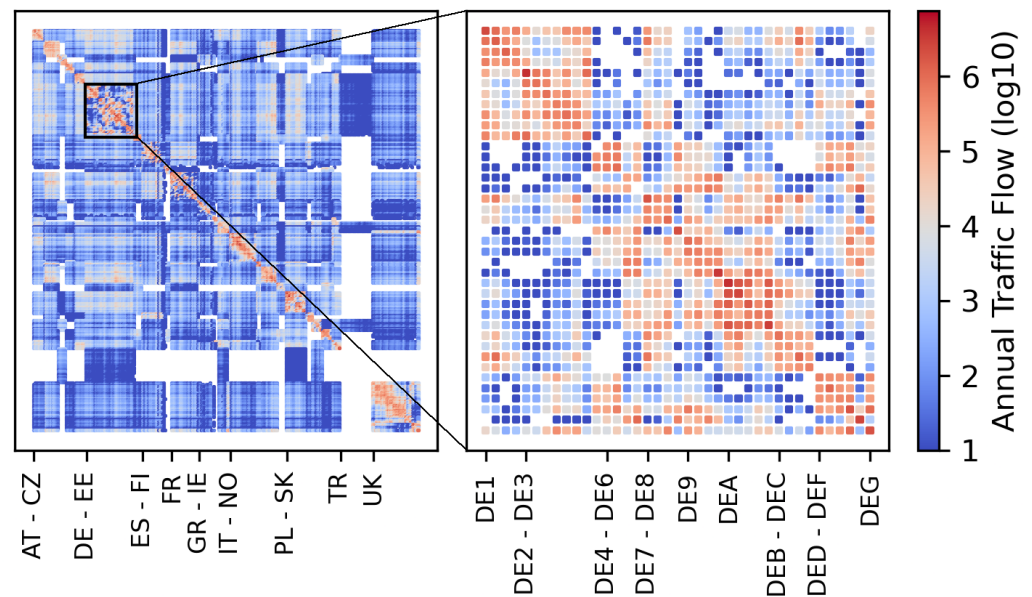 AT - CZ
DE - EE
ES - FI
FR
GR - IE
IT - NO
PL - SK
TR
UK
DE1
DE2 - DE3
DE4 - DE6
DE7 - DE8
DE9
DEA
DEB - DEC
DED - DEF
DEG
6
5
4
3
2
1
Annual Traffic Flow (log10)